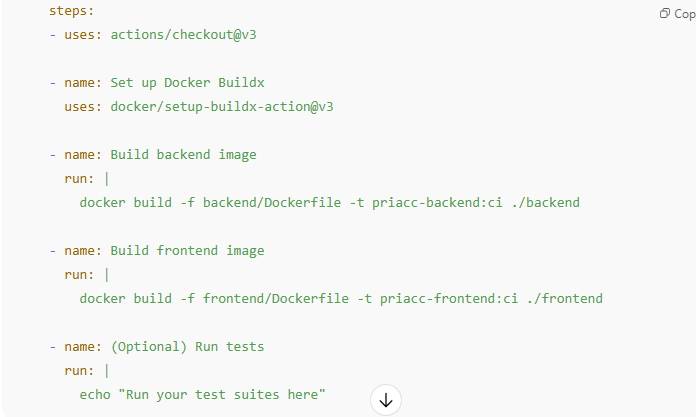 steps:
Cop
- uses: actions/checkout@v3
- name: Set up Docker Buildx
uses: docker/setup-buildx-action@v3
- name: Build backend image
run: |
docker build -f backend/Dockerfile -t priacc-backend:ci ./backend
- name: Build frontend image
run: |
docker build -f frontend/Dockerfile -t priacc-frontend:ci ./frontend
- name: (Optional) Run tests
run: |
echo "Run your test suites here"